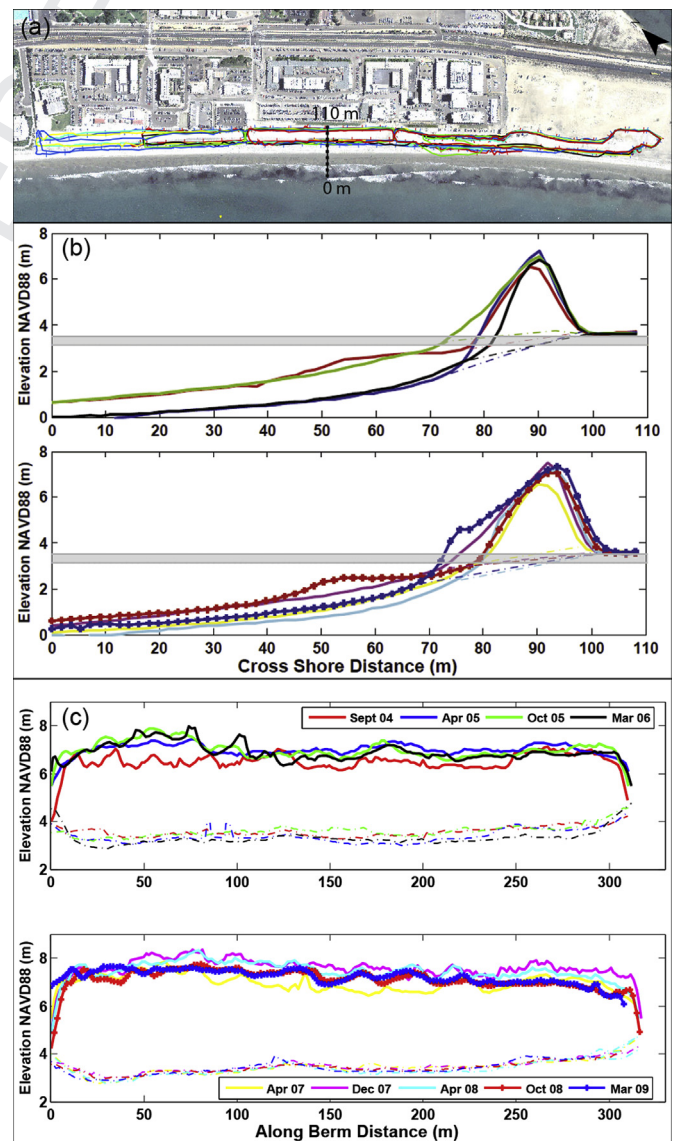 (a)
110 m
0 m
(b)
Elevation NAVD88 (m)
8
6
4
2
0
0 10 20 30 40 50 60 70 80 90 100 110
Elevation NAVD88 (m)
8
6
4
2
0
0 10 20 30 40 50 60 70 80 90 100 110
Cross Shore Distance (m)
(c)
Elevation NAVD88 (m)
Sept 04 Apr 05 Oct 05 Mar 06
8
6
4
2
0 50 100 150 200 250 300
Elevation NAVD88 (m)
8
6
4
2
Apr 07 Dec 07 Apr 08 Oct 08 Mar 09
0 50 100 150 200 250 300
Along Berm Distance (m)